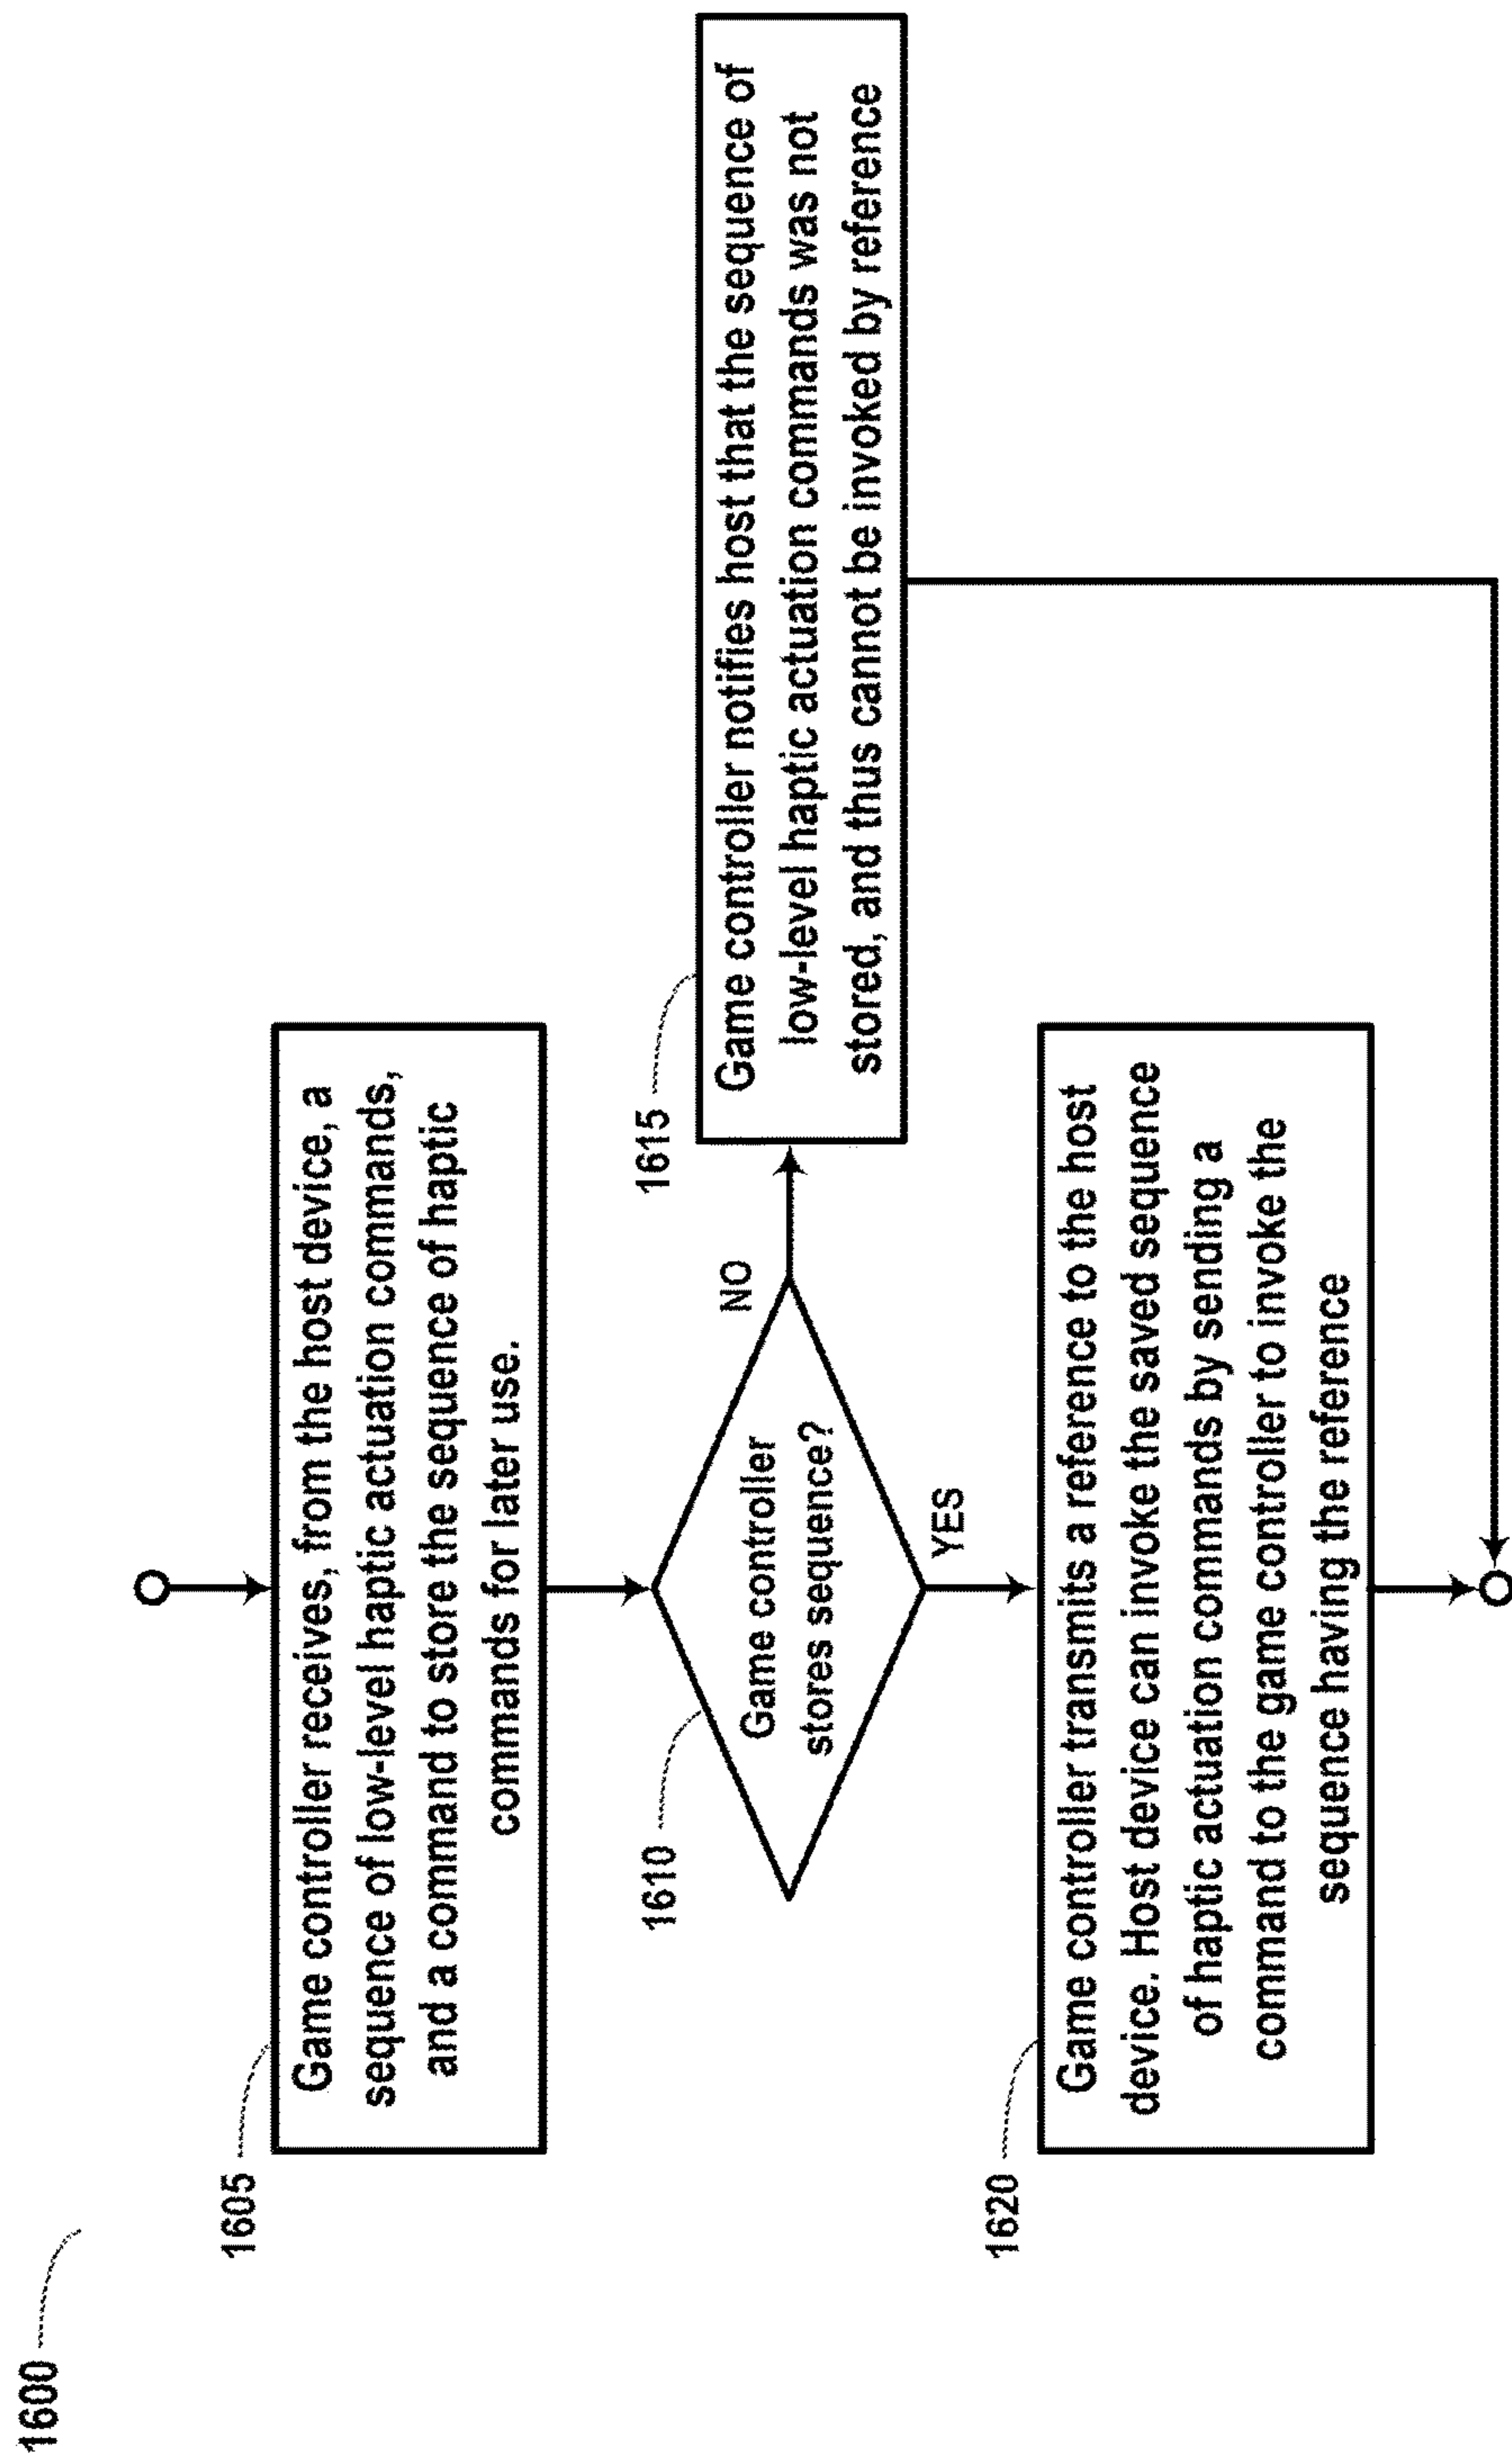 1600
1605
Game controller receives, from the host device, a
sequence of low-level haptic actuation commands,
and a command to store the sequence of haptic
commands for later use.
1610
Game controller
stores sequence?
NO
1615
Game controller notifies host that the sequence of
low-level haptic actuation commands was not
stored, and thus cannot be invoked by reference
YES
1620
Game controller transmits a reference to the host
device. Host device can invoke the saved sequence
of haptic actuation commands by sending a
command to the game controller to invoke the
sequence having the reference